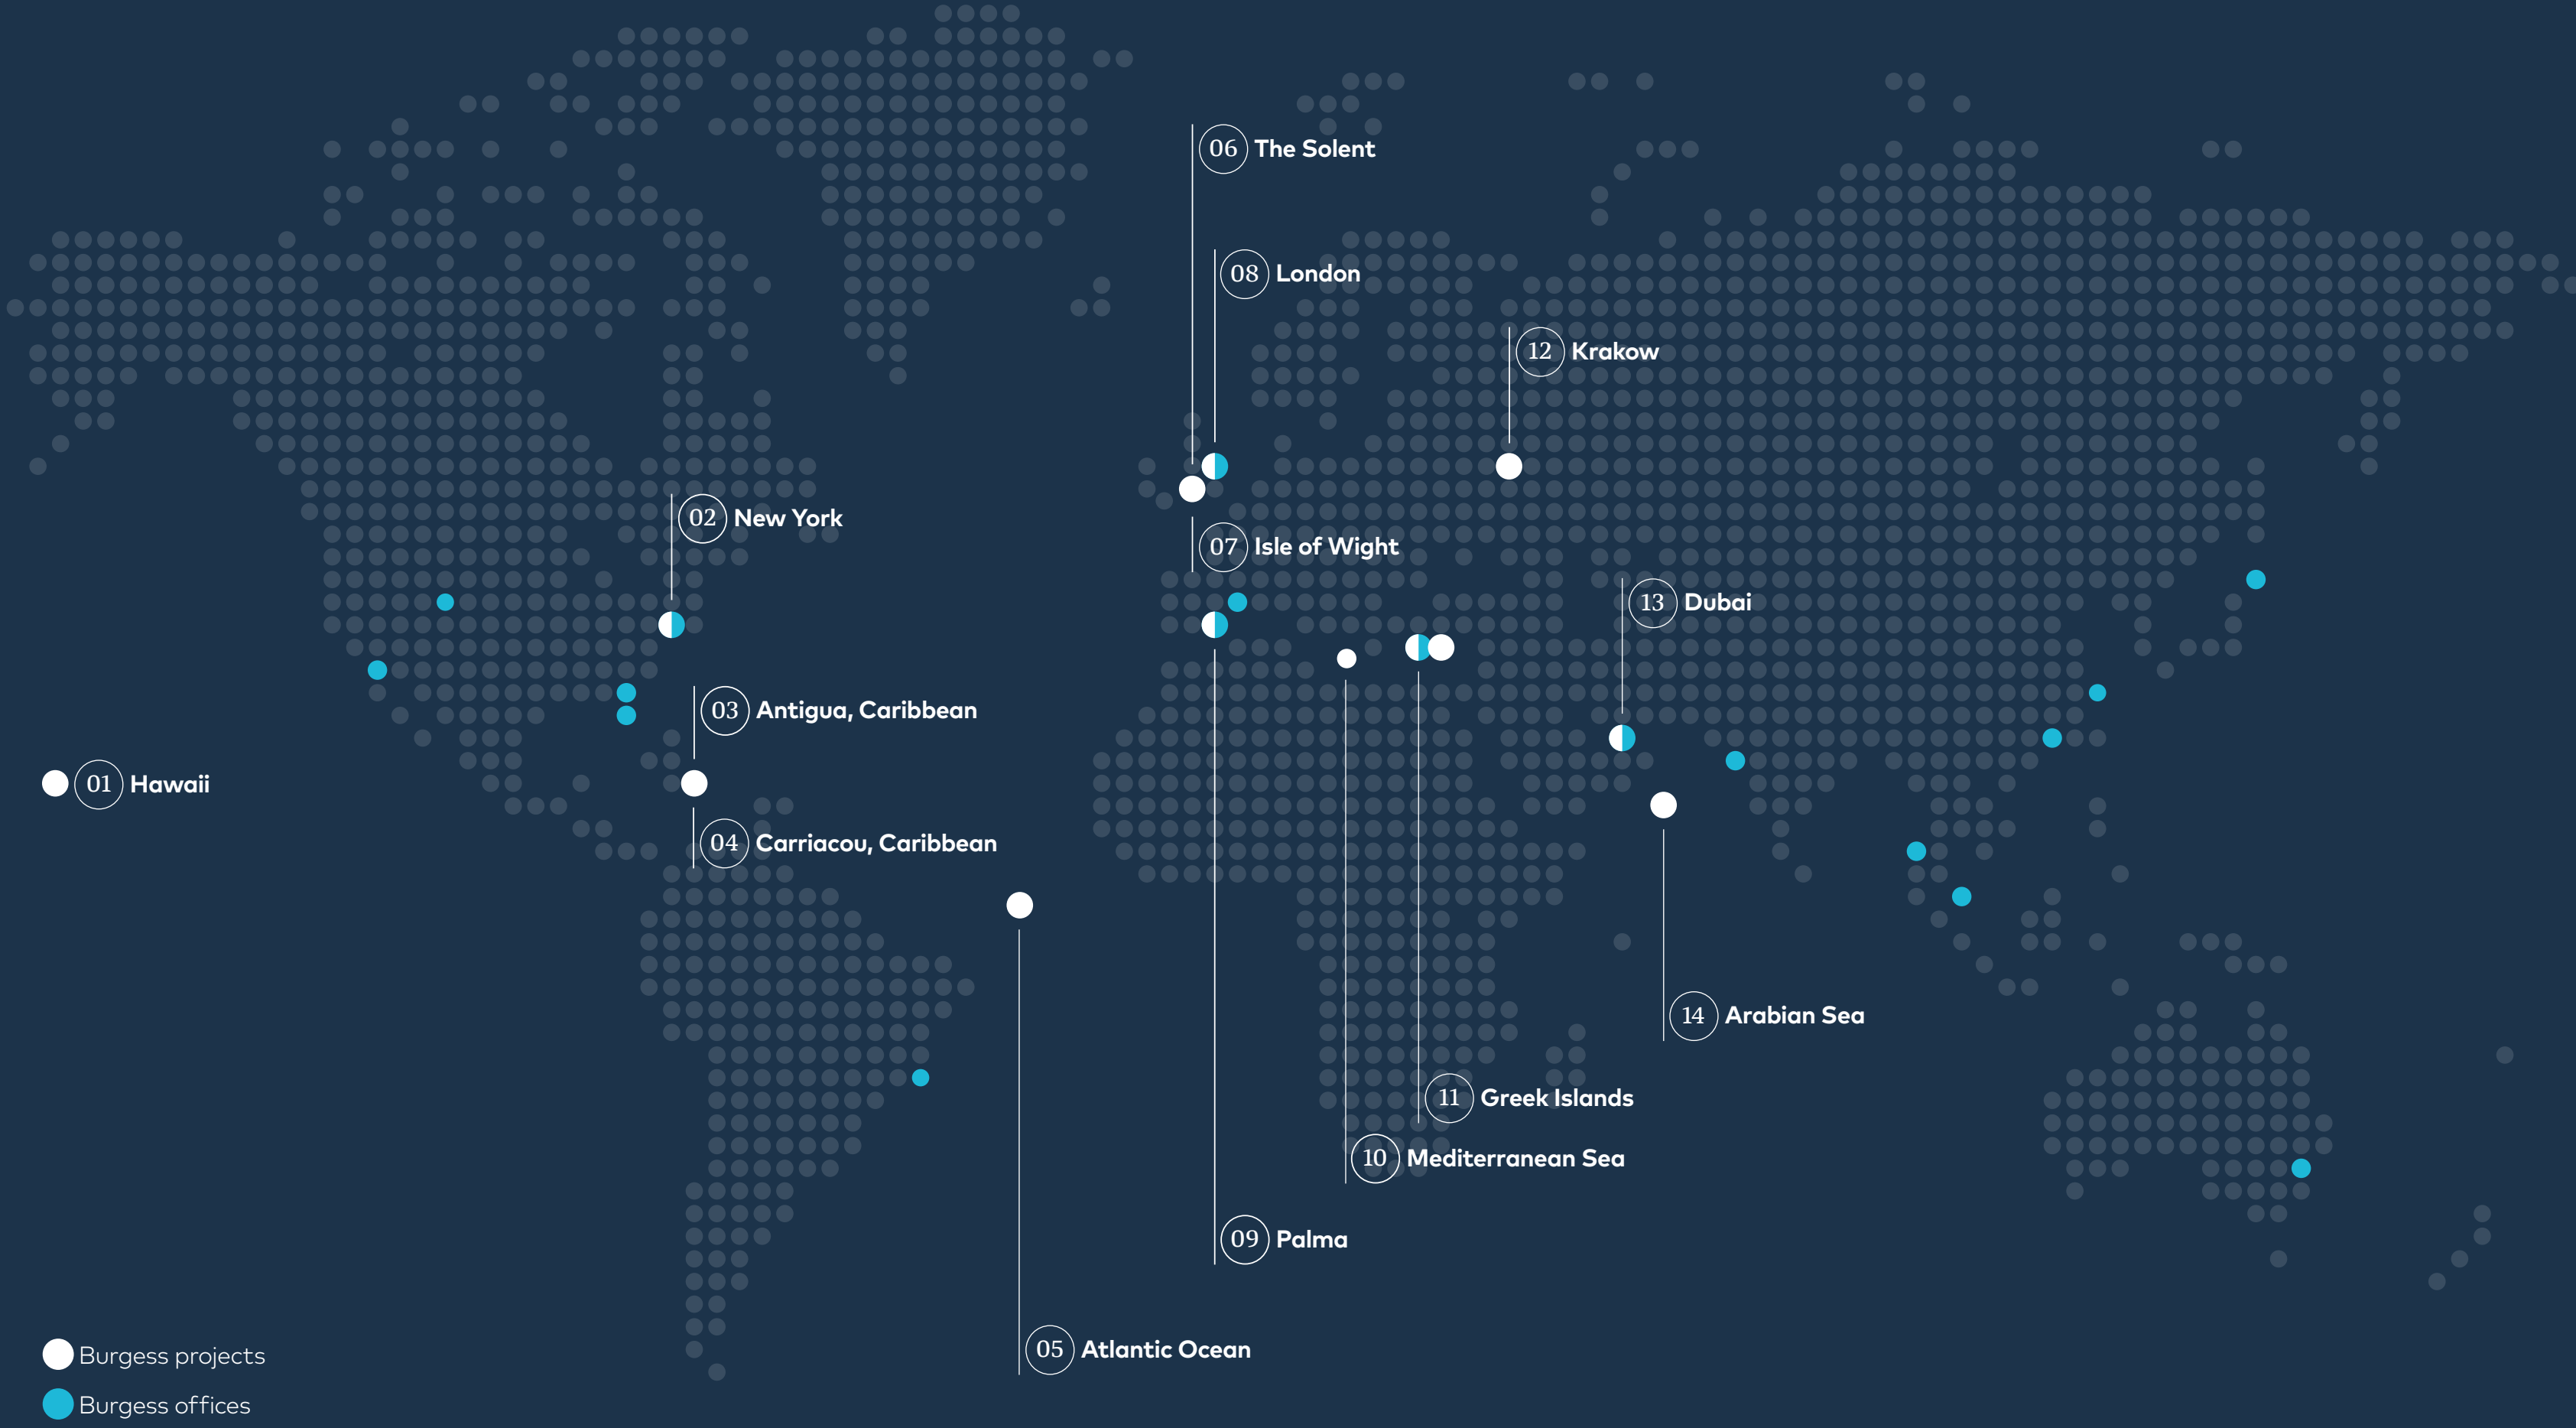 06 The Solent
08 London
12 Krakow
02 New York
07 Isle of Wight
13 Dubai
03 Antigua, Caribbean
01 Hawaii
04 Carriacou, Caribbean
14 Arabian Sea
11 Greek Islands
10 Mediterranean Sea
09 Palma
05 Atlantic Ocean
Burgess projects
Burgess offices